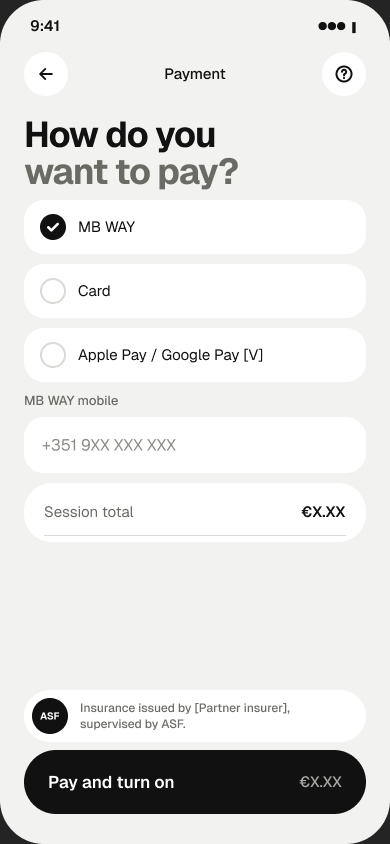 9:41
Payment
How do you
want to pay?
MB WAY
Card
Apple Pay / Google Pay [V]
MB WAY mobile
+351 9XX XXX XXX
Session total €X.XX
ASF
Insurance issued by [Partner insurer],
supervised by ASF.
Pay and turn on €X.XX